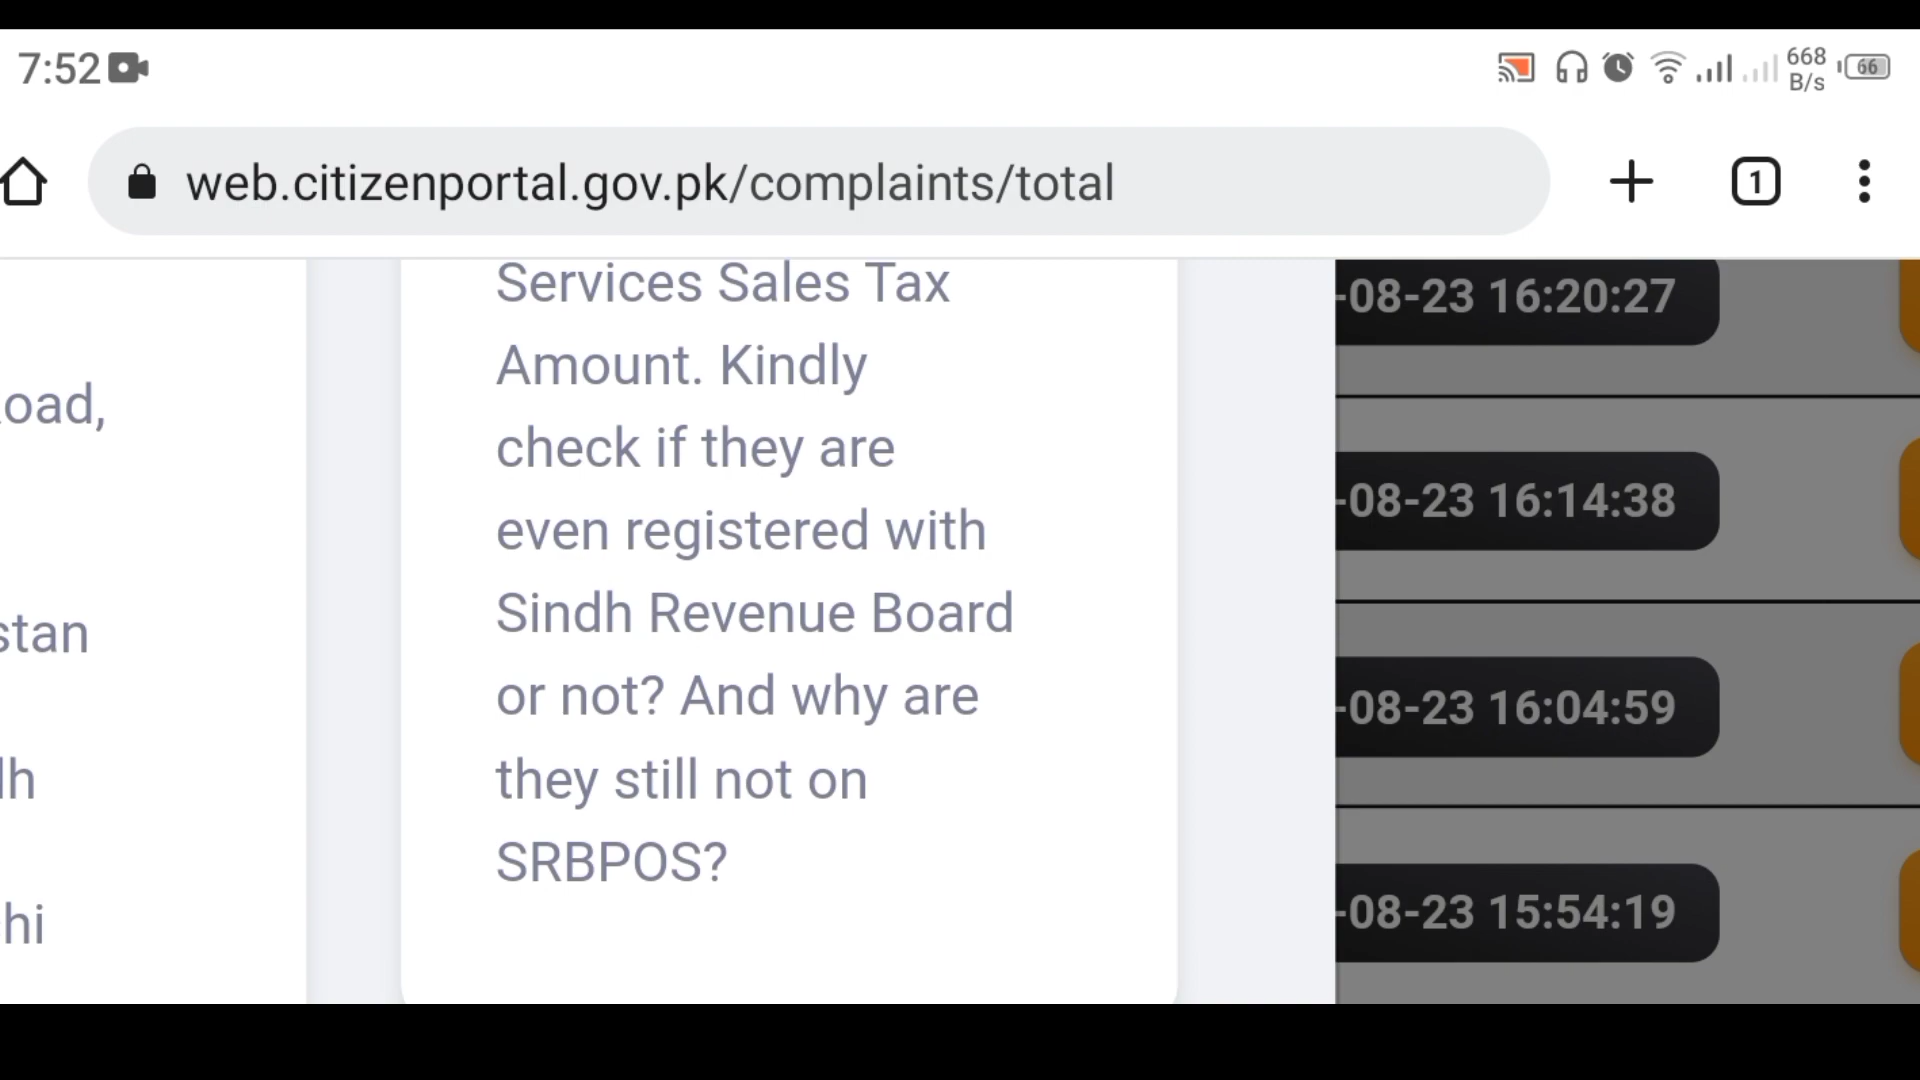 7:52
668
B/s
66
web.citizenportal.gov.pk/complaints/total
1
oad,
stan
hi
Services Sales Tax
Amount. Kindly
check if they are
even registered with
Sindh Revenue Board
or not? And why are
they still not on
SRBPOS?
-08-23 16:20:27
-08-23 16:14:38
-08-23 16:04:59
-08-23 15:54:19